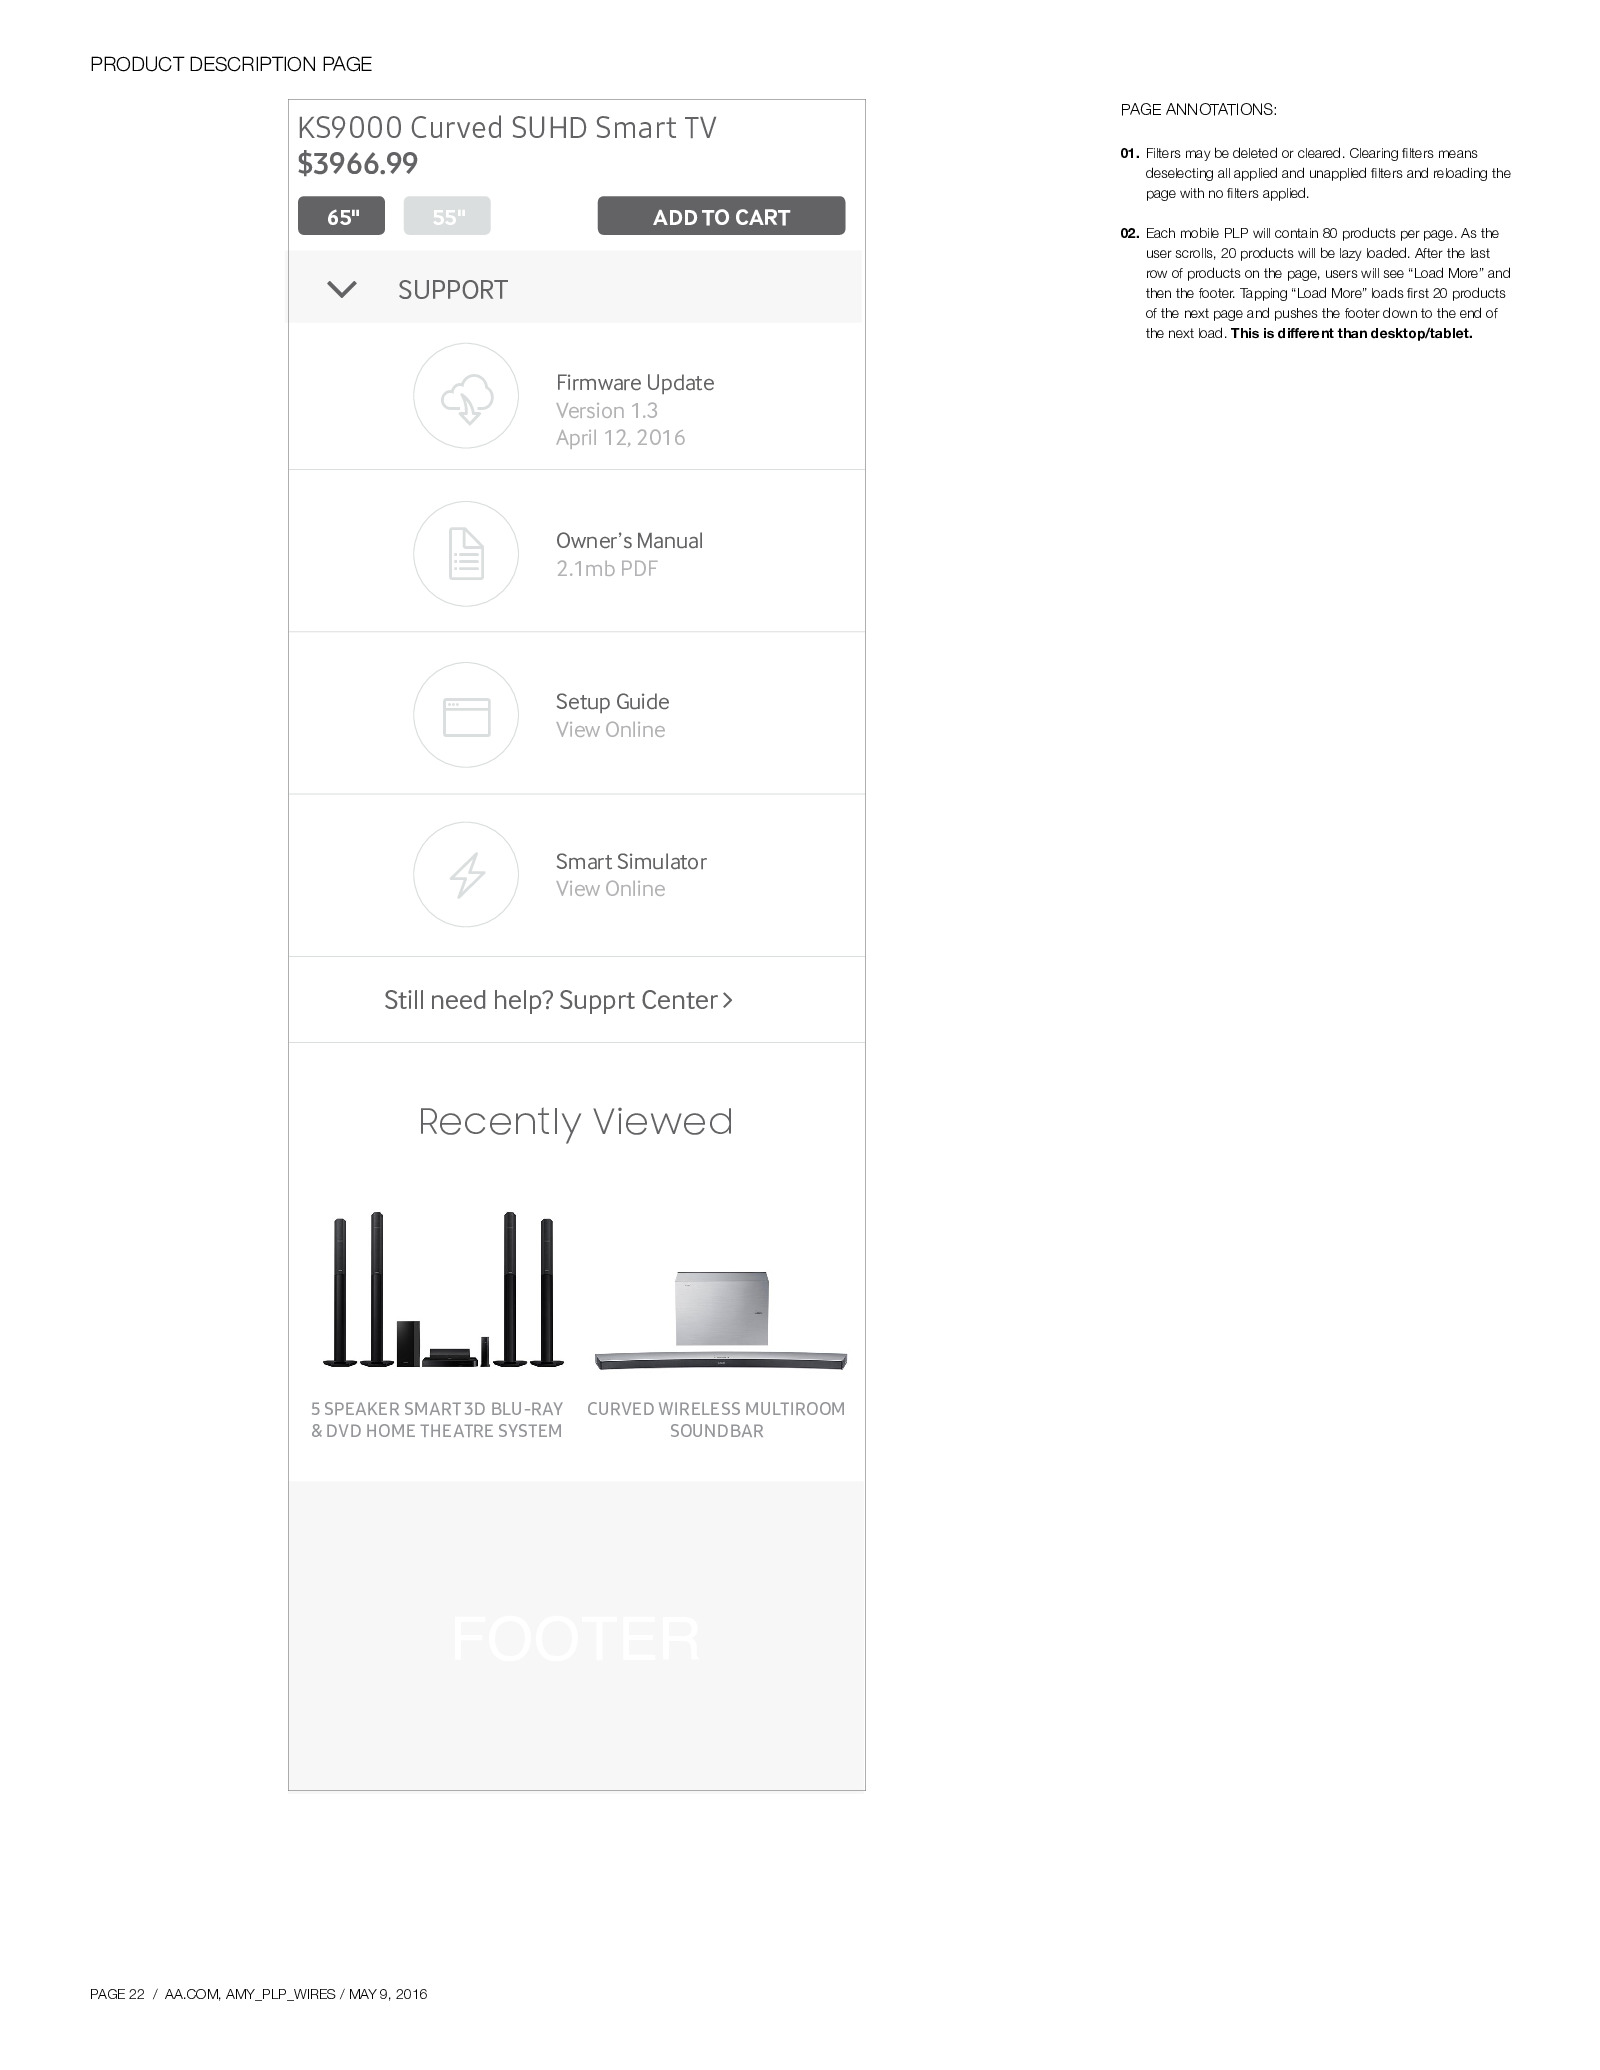 PRODUCT DESCRIPTION PAGE
KS9000 Curved SUHD Smart TV
$3966.99
65"
55"
ADD TO CART
SUPPORT
Firmware Update
Version 1.3
April 12, 2016
Owner’s Manual
2.1mb PDF
Setup Guide
View Online
Smart Simulator
View Online
Still need help? Supprt Center >
Recently Viewed
5 SPEAKER SMART 3D BLU-RAY
& DVD HOME THEATRE SYSTEM
CURVED WIRELESS MULTIROOM
SOUNDBAR
FOOTER
PAGE ANNOTATIONS:
01. Filters may be deleted or cleared. Clearing filters means
deselecting all applied and unapplied filters and reloading the
page with no filters applied.
02. Each mobile PLP will contain 80 products per page. As the
user scrolls, 20 products will be lazy loaded. After the last
row of products on the page, users will see “Load More” and
then the footer. Tapping “Load More” loads first 20 products
of the next page and pushes the footer down to the end of
the next load. This is different than desktop/tablet.
PAGE 22 / AA.COM, AMY_PLP_WIRES / MAY 9, 2016